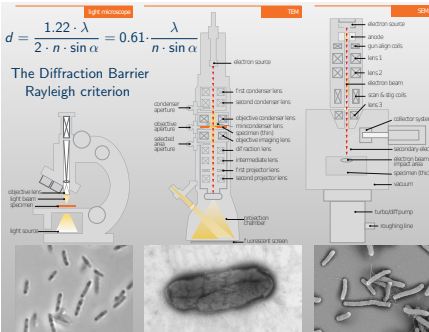 light microscope
d = 1.22 · λ / 2 · n · sin α = 0.61 · λ / n · sin α
The Diffraction Barrier
Rayleigh criterion
objective lens
light beam
specimen
light source
TEM
electron source
condenser
aperture
objective
aperture
selected
area
aperture
first condenser lens
second condenser lens
objective condenser lens
minicondenser lens
specimen (thin)
objective imaging lens
diffraction lens
intermediate lens
first projector lens
second projector lens
projection
chamber
fluorescent screen
SEM
electron source
anode
gun align coils
lens 1
lens 2
electron beam
scan & stig coils
lens 3
collector syste
secondary elec
electron beam
impact area
specimen (thic
vacuum
turbo/diff pump
roughing line